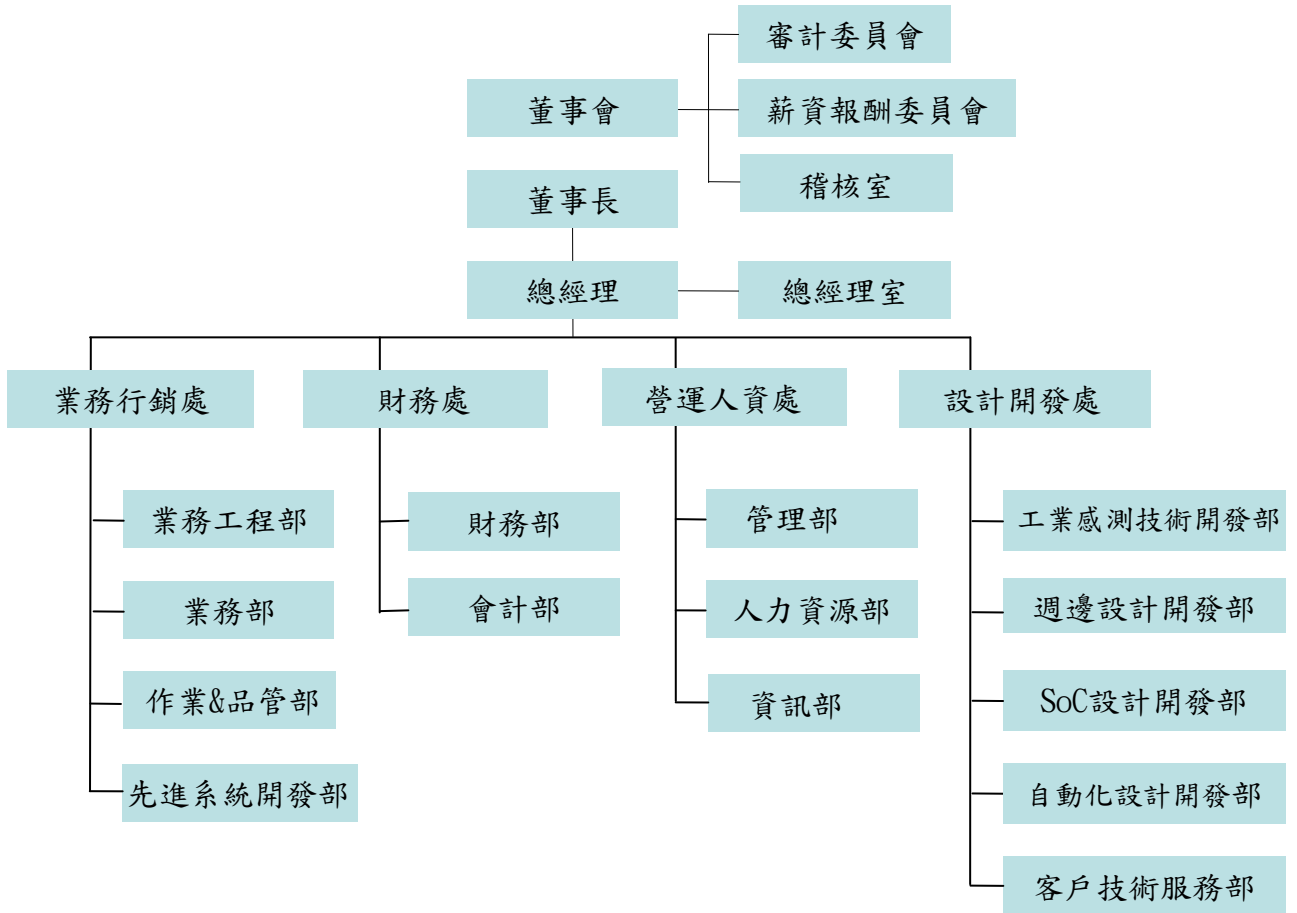 審計委員會
董事會
薪資報酬委員會
稽核室
董事長
總經理
總經理室
業務行銷處
財務處
營運人資處
設計開發處
業務工程部
業務部
作業&品管部
先進系統開發部
財務部
會計部
管理部
人力資源部
資訊部
工業感測技術開發部
週邊設計開發部
SoC設計開發部
自動化設計開發部
客戶技術服務部